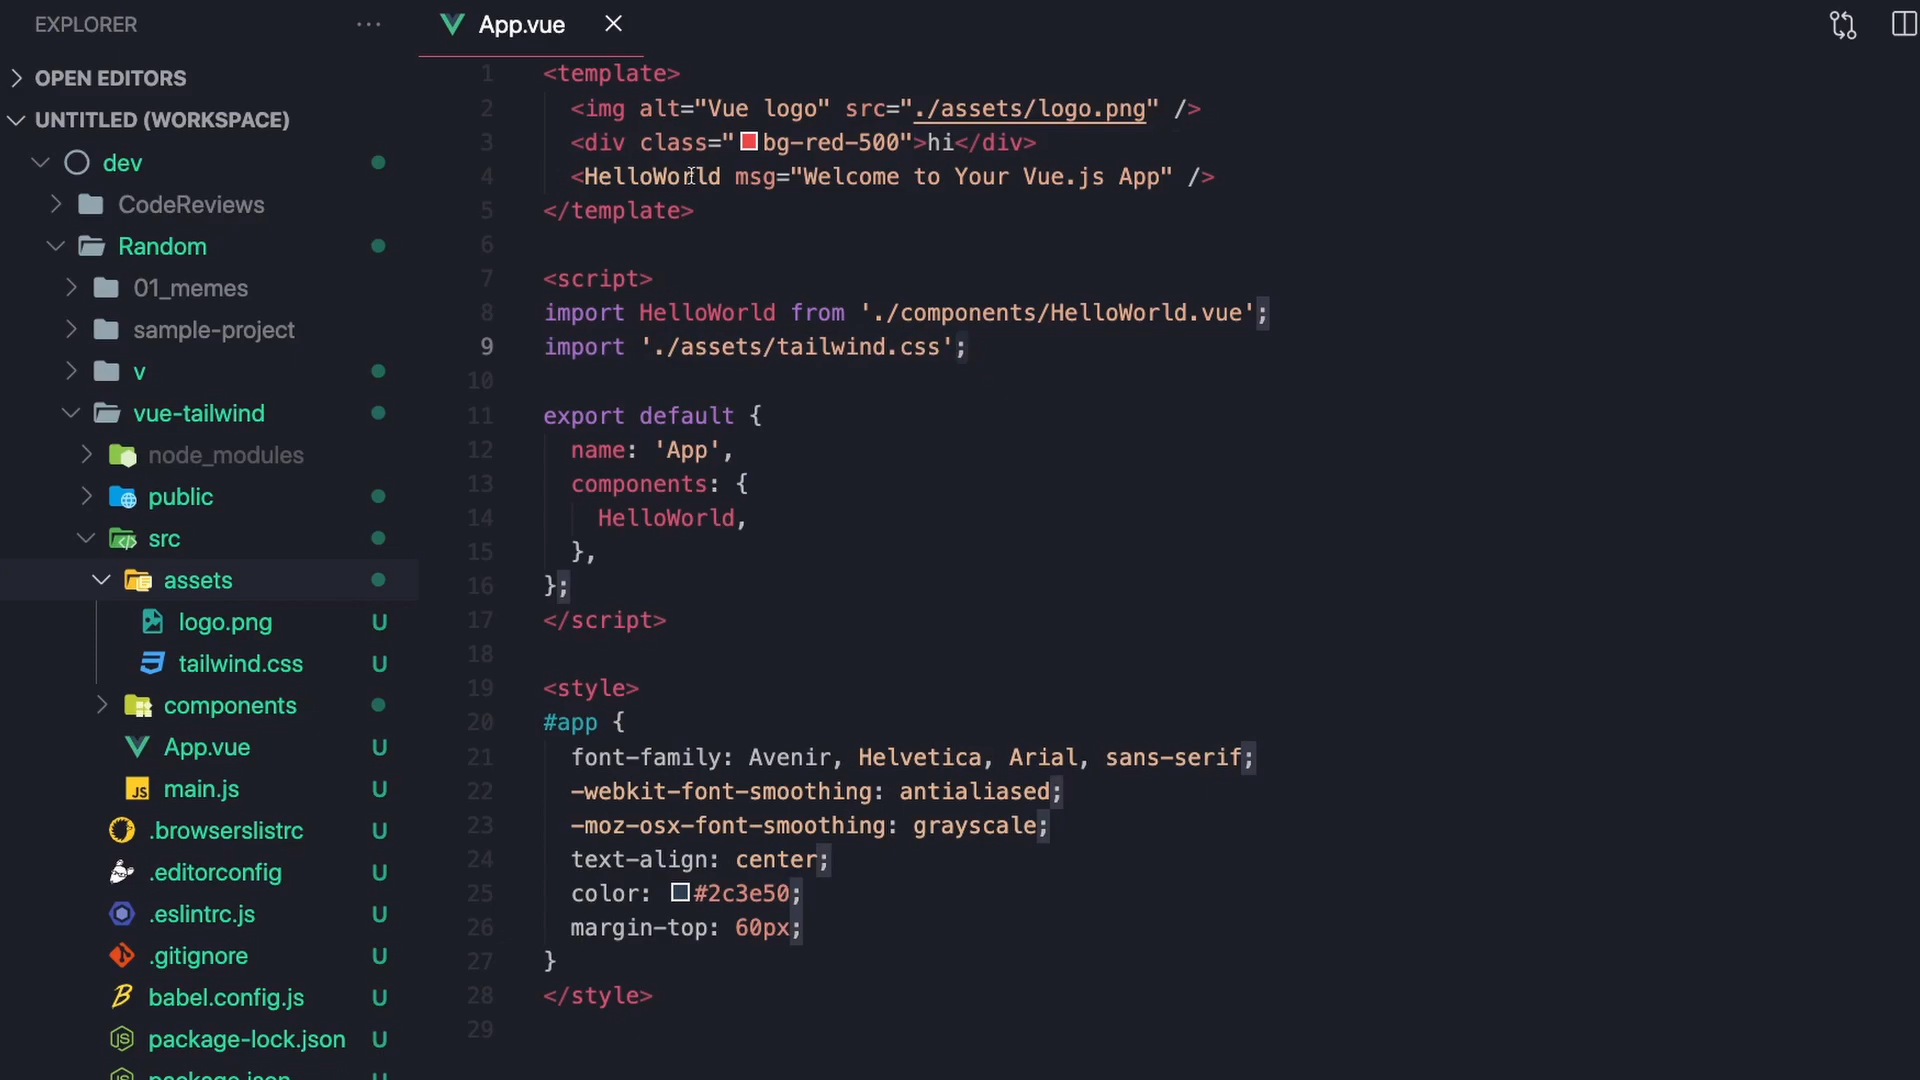 EXPLORER
OPEN EDITORS
UNTITLED (WORKSPACE)
dev
CodeReviews
Random
01_memes
sample-project
v
vue-tailwind
node_modules
public
src
assets
logo.png U
tailwind.css U
components
App.vue U
main.js U
.browserslistrc U
.editorconfig U
.eslintrc.js U
.gitignore U
babel.config.js U
package-lock.json U
package.json U
App.vue
1 <template>
2 <img alt="Vue logo" src="./assets/logo.png" />
3 <div class="bg-red-500">hi</div>
4 <HelloWorld msg="Welcome to Your Vue.js App" />
5 </template>
6
7 <script>
8 import HelloWorld from './components/HelloWorld.vue';
9 import './assets/tailwind.css';
10
11 export default {
12 name: 'App',
13 components: {
14 HelloWorld,
15 },
16 };
17 </script>
18
19 <style>
20 #app {
21 font-family: Avenir, Helvetica, Arial, sans-serif;
22 -webkit-font-smoothing: antialiased;
23 -moz-osx-font-smoothing: grayscale;
24 text-align: center;
25 color: #2c3e50;
26 margin-top: 60px;
27 }
28 </style>
29